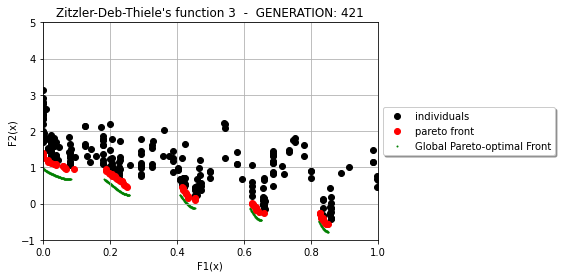 Zitzler-Deb-Thiele's function 3 - GENERATION: 421
5
4
3
2
1
0
−1
F2(x)
0.0 0.2 0.4 0.6 0.8 1.0
F1(x)
individuals
pareto front
Global Pareto-optimal Front